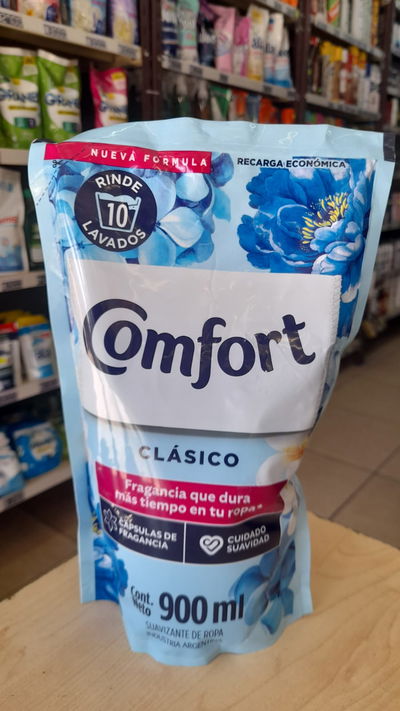 NUEVA FORMULA
RECARGA ECONÓMICA
RINDE
10
LAVADOS
Comfort
CLÁSICO
Fragancia que dura
más tiempo en tu ropa**
CÁPSULAS DE
FRAGANCIA
CUIDADO
SUAVIDAD
Cont.
Neto
900 ml
SUAVIZANTE DE ROPA
INDUSTRIA ARGENTINA